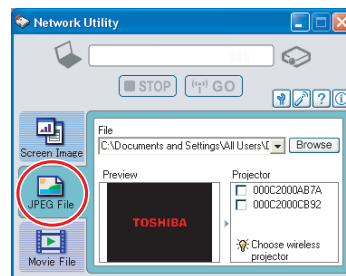 Network Utility
STOP
GO
Screen Image
JPEG File
Movie File
File
C:\Documents and Settings\All Users\D
Browse
Preview
TOSHIBA
Projector
000C2000AB7A
000C2000CB92
Choose wireless
projector